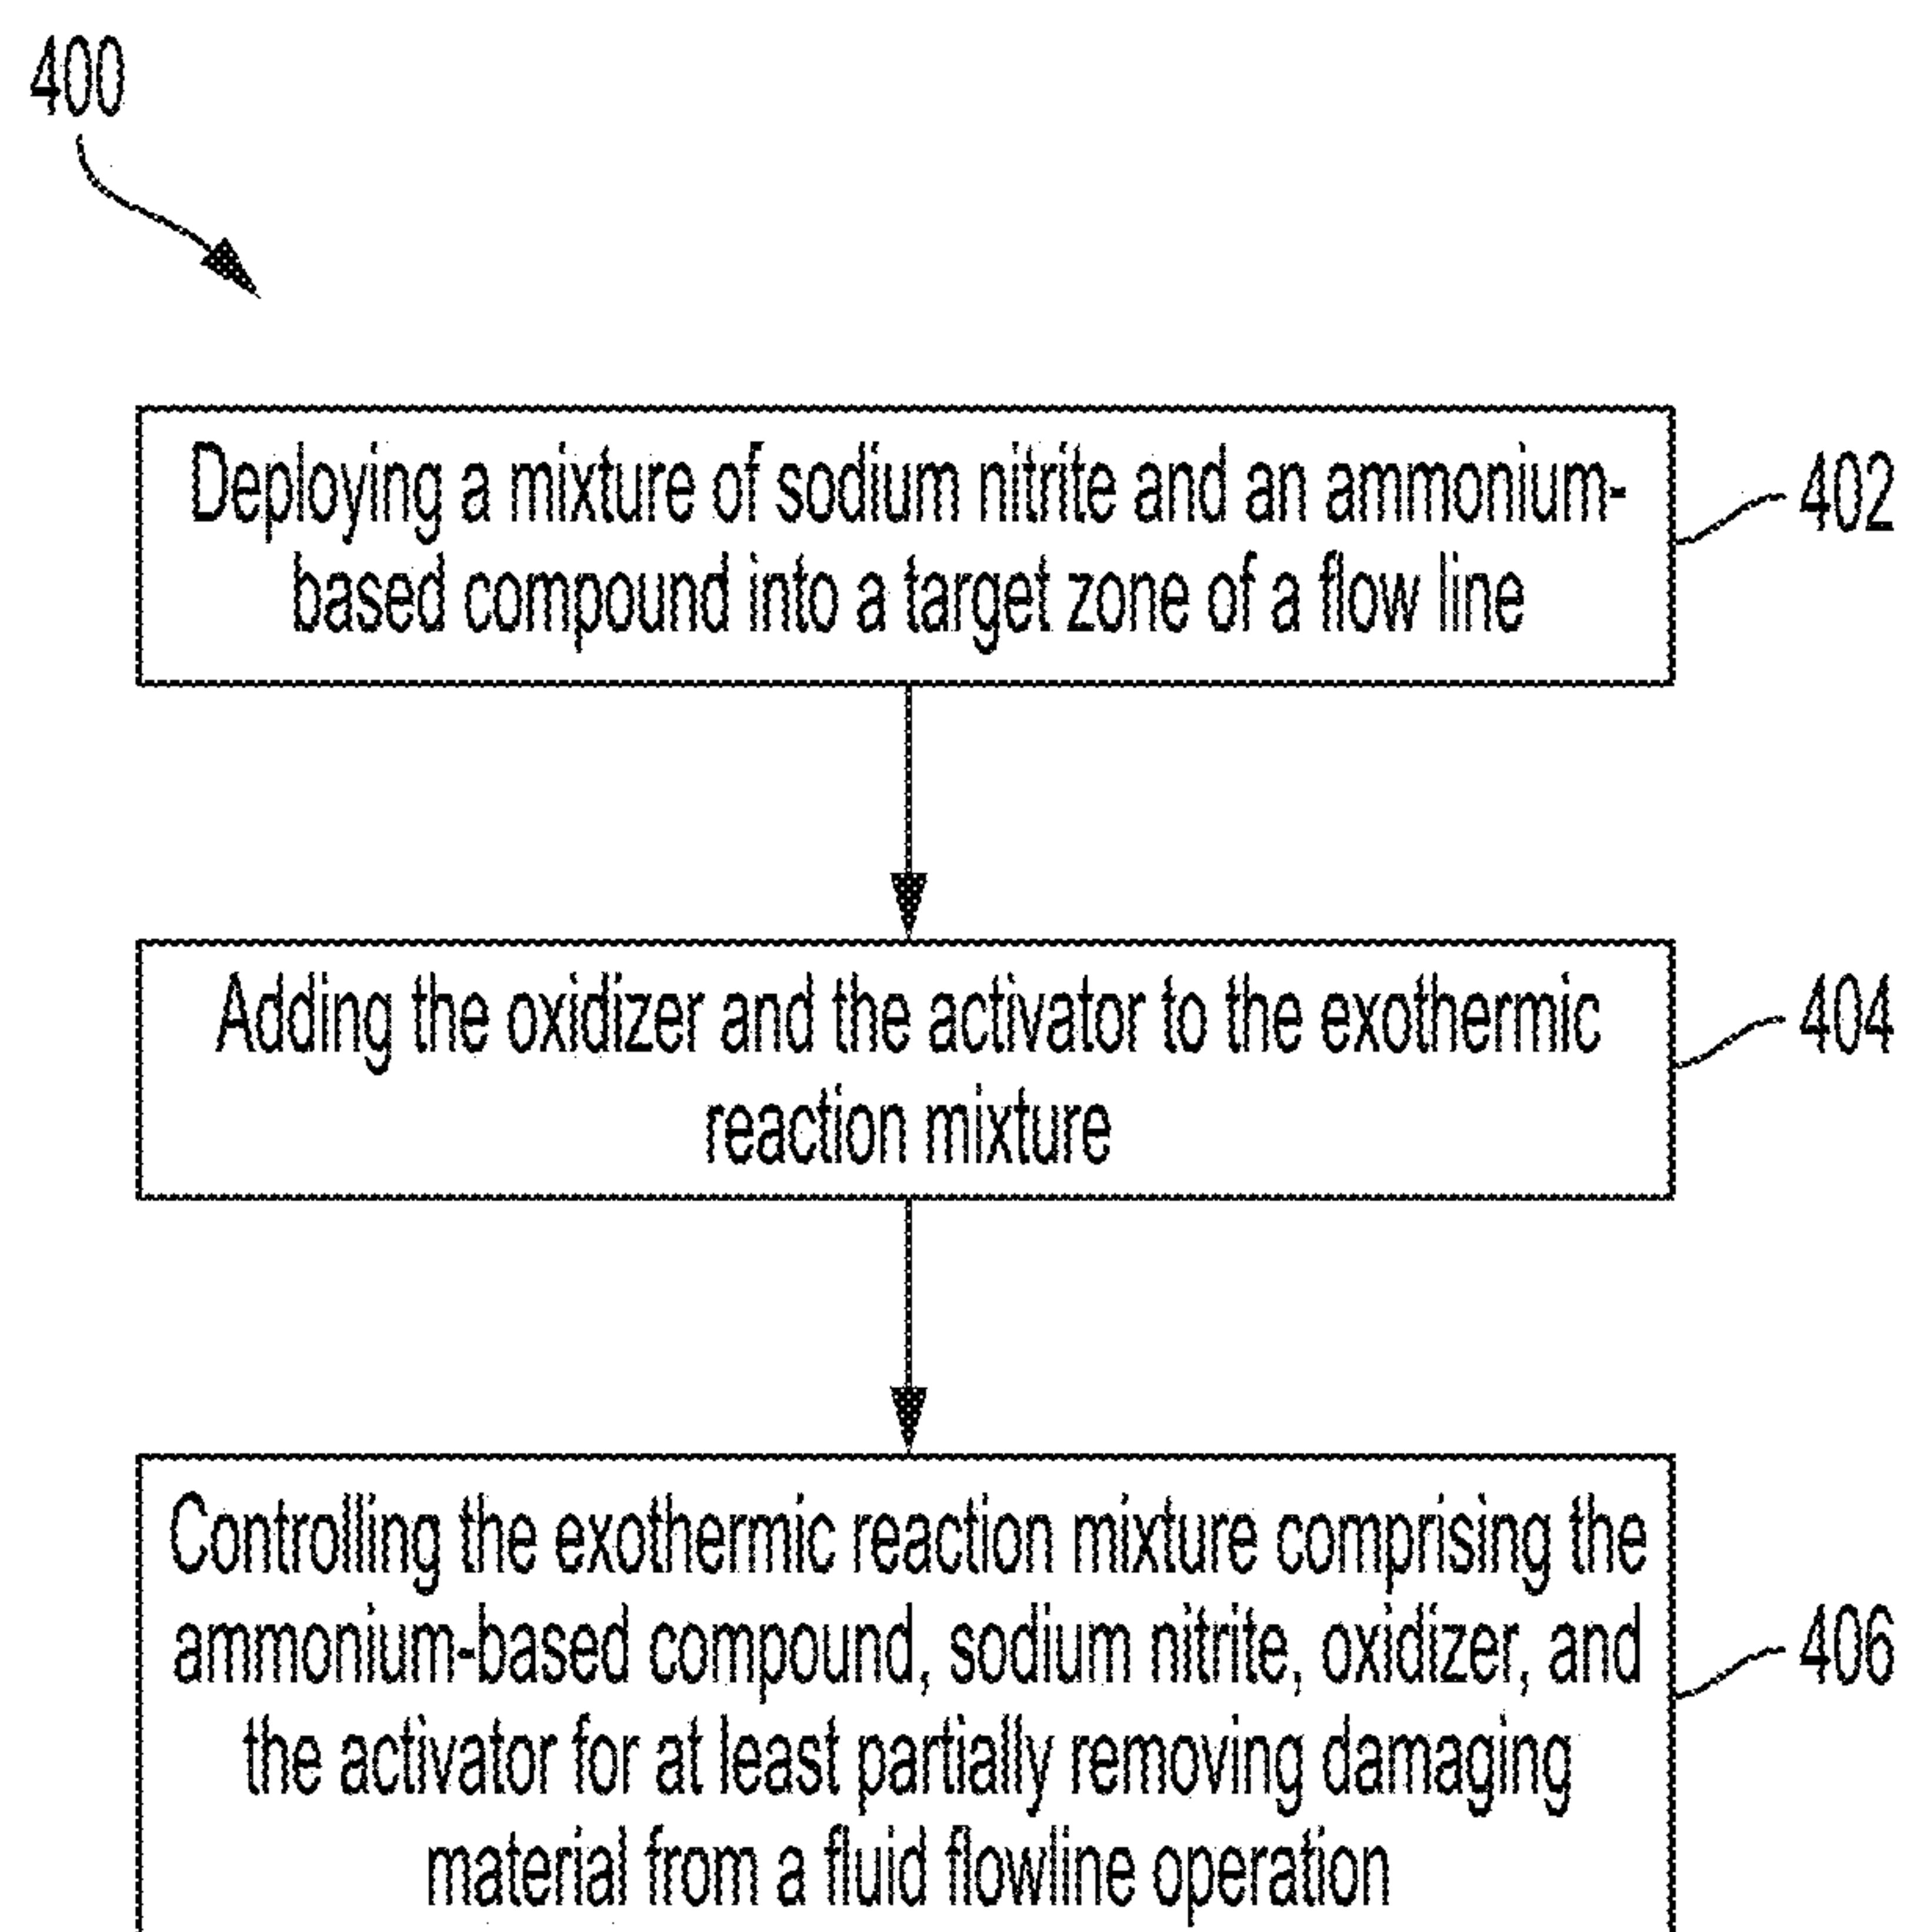 400
Deploying a mixture of sodium nitrite and an ammonium-
based compound into a target zone of a flow line
402
Adding the oxidizer and the activator to the exothermic
reaction mixture
404
Controlling the exothermic reaction mixture comprising the
ammonium-based compound, sodium nitrite, oxidizer, and
the activator for at least partially removing damaging
material from a fluid flowline operation
406